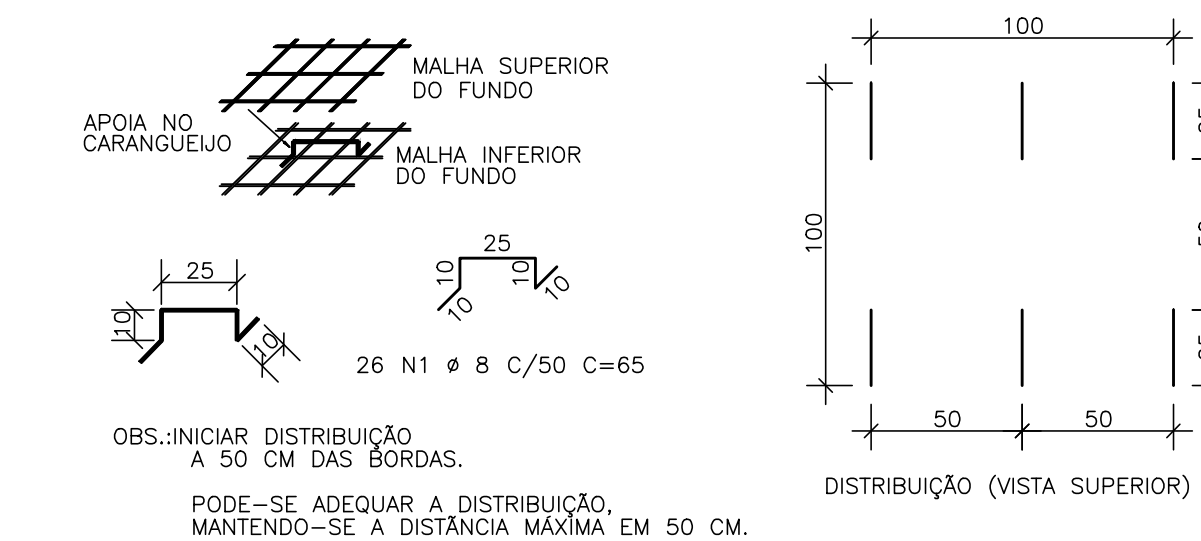 MALHA SUPERIOR
DO FUNDO
APOIA NO
CARANGUEIJO
MALHA INFERIOR
DO FUNDO
25
10
10
25
10
10
10
10
26 N1 ø 8 C/50 C=65
OBS.:INICIAR DISTRIBUIÇÃO
A 50 CM DAS BORDAS.
PODE-SE ADEQUAR A DISTRIBUIÇÃO,
MANTENDO-SE A DISTÃNCIA MÁXIMA EM 50 CM.
100
100
50
50
DISTRIBUIÇÃO (VISTA SUPERIOR)